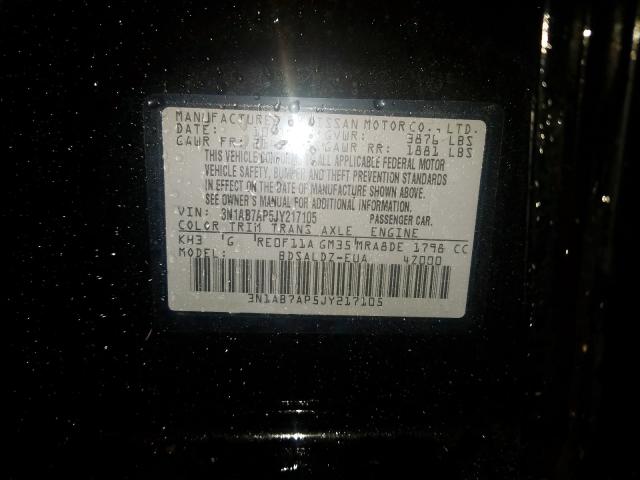 MANUFACTURED NISSAN MOTOR CO., LTD.
DATE: 10 GVWR: 3876 LBS
GAWR FR: GAWR RR: 1881 LBS
THIS VEHICLE CONFORMS ALL APPLICABLE FEDERAL MOTOR
VEHICLE SAFETY, BUMPER AND THEFT PREVENTION STANDARDS
IN EFFECT ON THE DATE OF MANUFACTURE SHOWN ABOVE.
SEE OWNER'S MANUAL FOR ADDITIONAL INFORMATION.
VIN: 3N1AB7AP5JY217105 PASSENGER CAR.
COLOR TRIM TRANS AXLE ENGINE
KH3 'G RE0F11A GM35 MRA8DE 1798 CC
MODEL: BDSALDZ-EUA 42000
3N1AB7AP5JY217105